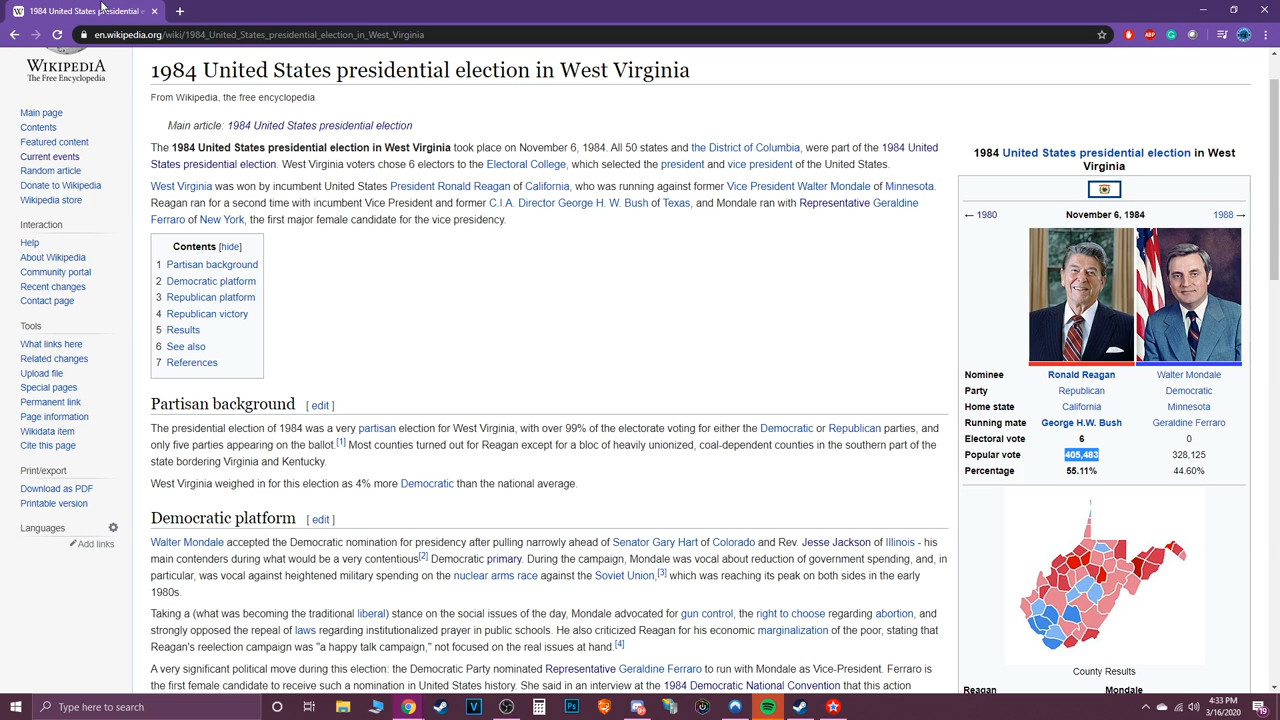 1984 United States presidential e
en.wikipedia.org/wiki/1984_United_States_presidential_election_in_West_Virginia
WIKIPEDIA
The Free Encyclopedia
Main page
Contents
Featured content
Current events
Random article
Donate to Wikipedia
Wikipedia store
Interaction
Help
About Wikipedia
Community portal
Recent changes
Contact page
Tools
What links here
Related changes
Upload file
Special pages
Permanent link
Page information
Wikidata item
Cite this page
Print/export
Download as PDF
Printable version
Languages
Add links
1984 United States presidential election in West Virginia
From Wikipedia, the free encyclopedia
Main article: 1984 United States presidential election
The 1984 United States presidential election in West Virginia took place on November 6, 1984. All 50 states and the District of Columbia, were part of the 1984 United
States presidential election. West Virginia voters chose 6 electors to the Electoral College, which selected the president and vice president of the United States.
West Virginia was won by incumbent United States President Ronald Reagan of California, who was running against former Vice President Walter Mondale of Minnesota.
Reagan ran for a second time with incumbent Vice President and former C.I.A. Director George H. W. Bush of Texas, and Mondale ran with Representative Geraldine
Ferraro of New York, the first major female candidate for the vice presidency.
Contents [hide]
1 Partisan background
2 Democratic platform
3 Republican platform
4 Republican victory
5 Results
6 See also
7 References
Partisan background [ edit ]
The presidential election of 1984 was a very partisan election for West Virginia, with over 99% of the electorate voting for either the Democratic or Republican parties, and
only five parties appearing on the ballot.[1] Most counties turned out for Reagan except for a bloc of heavily unionized, coal-dependent counties in the southern part of the
state bordering Virginia and Kentucky.
West Virginia weighed in for this election as 4% more Democratic than the national average.
Democratic platform [ edit ]
Walter Mondale accepted the Democratic nomination for presidency after pulling narrowly ahead of Senator Gary Hart of Colorado and Rev. Jesse Jackson of Illinois - his
main contenders during what would be a very contentious[2] Democratic primary. During the campaign, Mondale was vocal about reduction of government spending, and, in
particular, was vocal against heightened military spending on the nuclear arms race against the Soviet Union,[3] which was reaching its peak on both sides in the early
1980s.
Taking a (what was becoming the traditional liberal) stance on the social issues of the day, Mondale advocated for gun control, the right to choose regarding abortion, and
strongly opposed the repeal of laws regarding institutionalized prayer in public schools. He also criticized Reagan for his economic marginalization of the poor, stating that
Reagan's reelection campaign was "a happy talk campaign," not focused on the real issues at hand.[4]
A very significant political move during this election: the Democratic Party nominated Representative Geraldine Ferraro to run with Mondale as Vice-President. Ferraro is
the first female candidate to receive such a nomination in United States history. She said in an interview at the 1984 Democratic National Convention that this action
1984 United States presidential election in West
Virginia
← 1980 November 6, 1984 1988 →
Nominee Ronald Reagan Walter Mondale
Party Republican Democratic
Home state California Minnesota
Running mate George H.W. Bush Geraldine Ferraro
Electoral vote 6 0
Popular vote 405,483 328,125
Percentage 55.11% 44.60%
County Results
Reagan Mondale
Type here to search
4:33 PM
3/16/2020